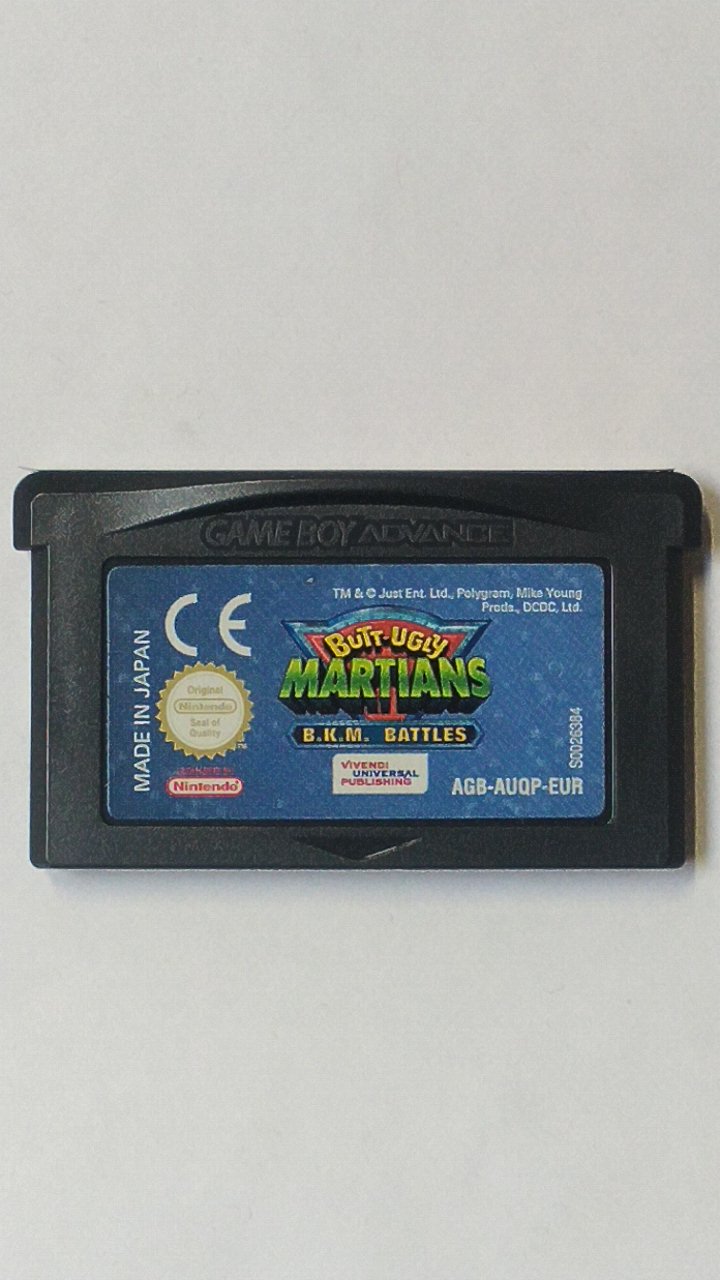 GAME BOY ADVANCE
TM & © Just Ent. Ltd., Polygram, Mike Young
Prods., DCDC, Ltd.
CE
MADE IN JAPAN
Original
Nintendo
Seal of
Quality
TM
Nintendo
BUTT-UGLY
MARTIANS
B.K.M. BATTLES
VIVENDI
UNIVERSAL
PUBLISHING
AGB-AUQP-EUR
S0026384